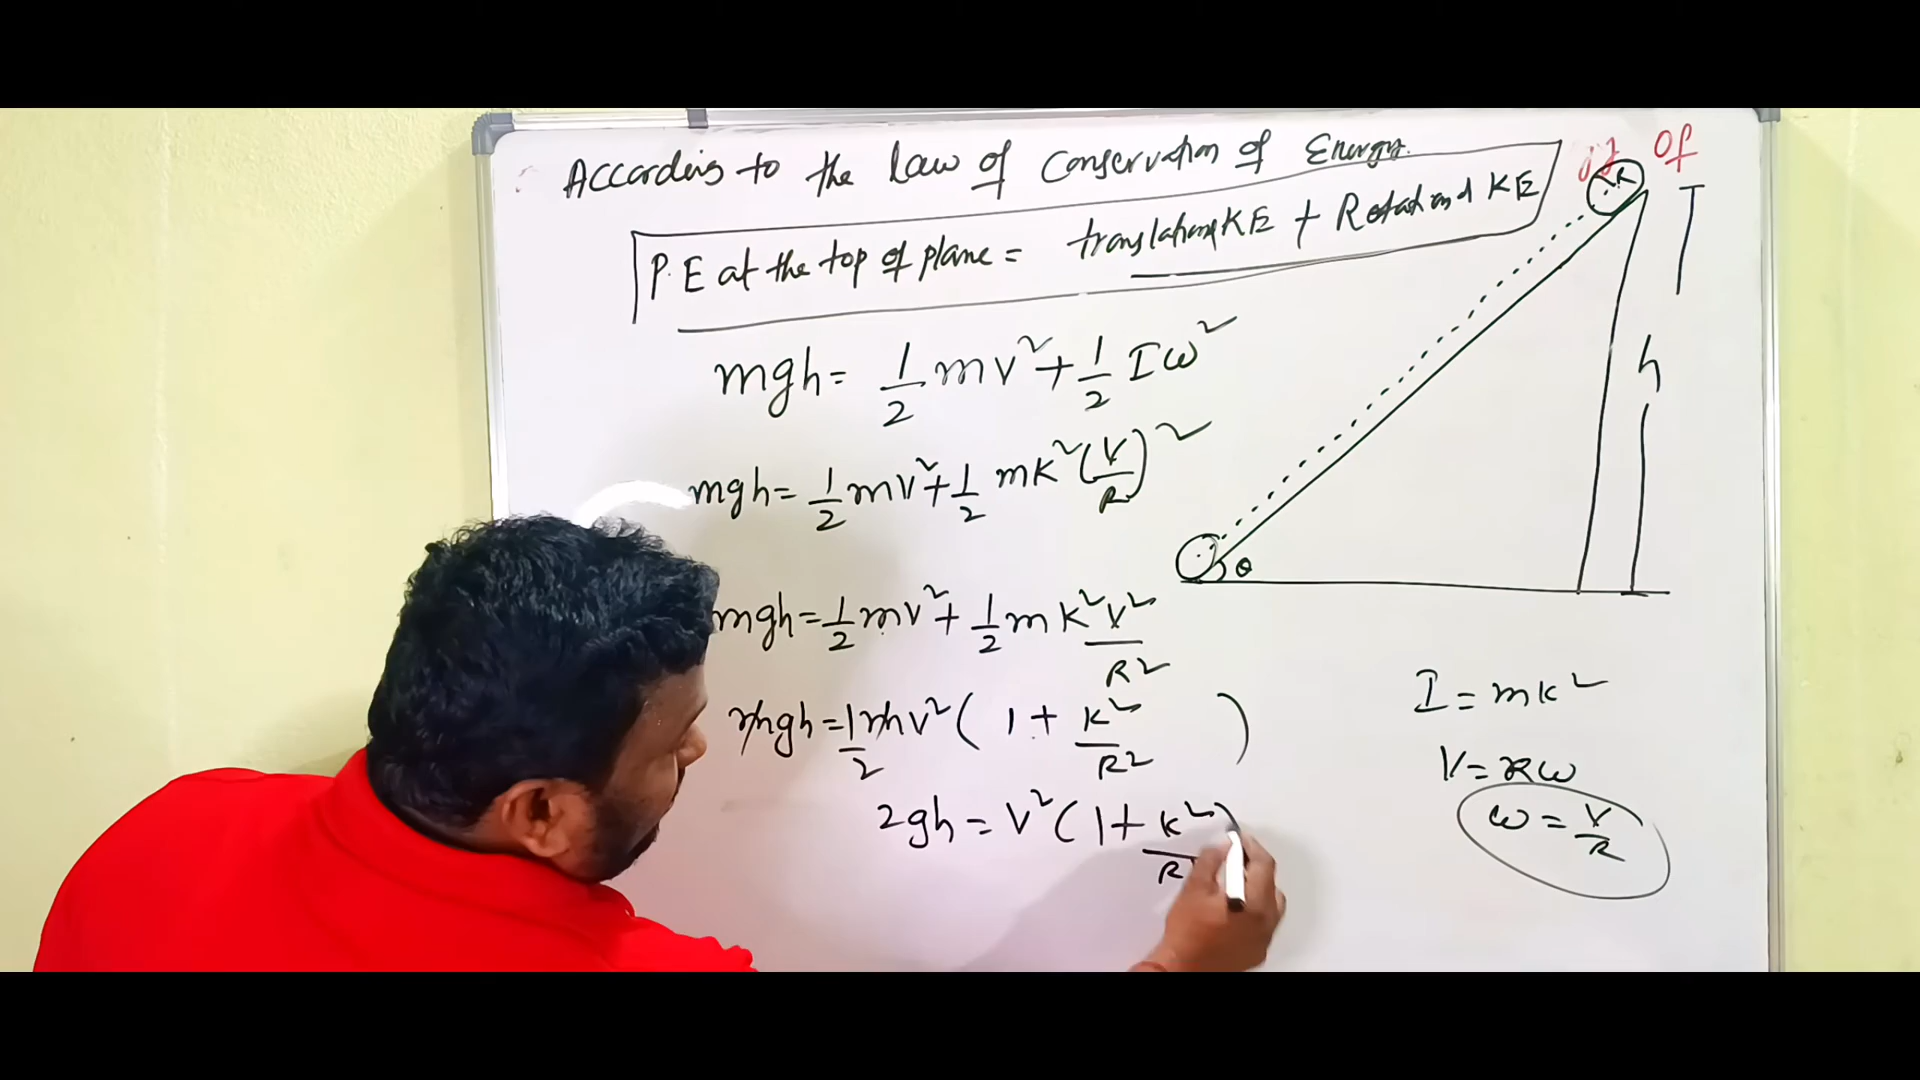 According to the law of Conservation of Energy.
of
P.E at the top of plane = translational KE + Rotational KE
R
T
mgh = 1/2 mv² + 1/2 Iω²
h
mgh = 1/2 mv² + 1/2 mk² (V/R)²
θ
mgh = 1/2 mv² + 1/2 m k² V²/R²
I = mk²
mgh = 1/2 mv² ( 1 + k²/R² )
V = rω
2gh = v² ( 1 + k²/R )
ω = V/R